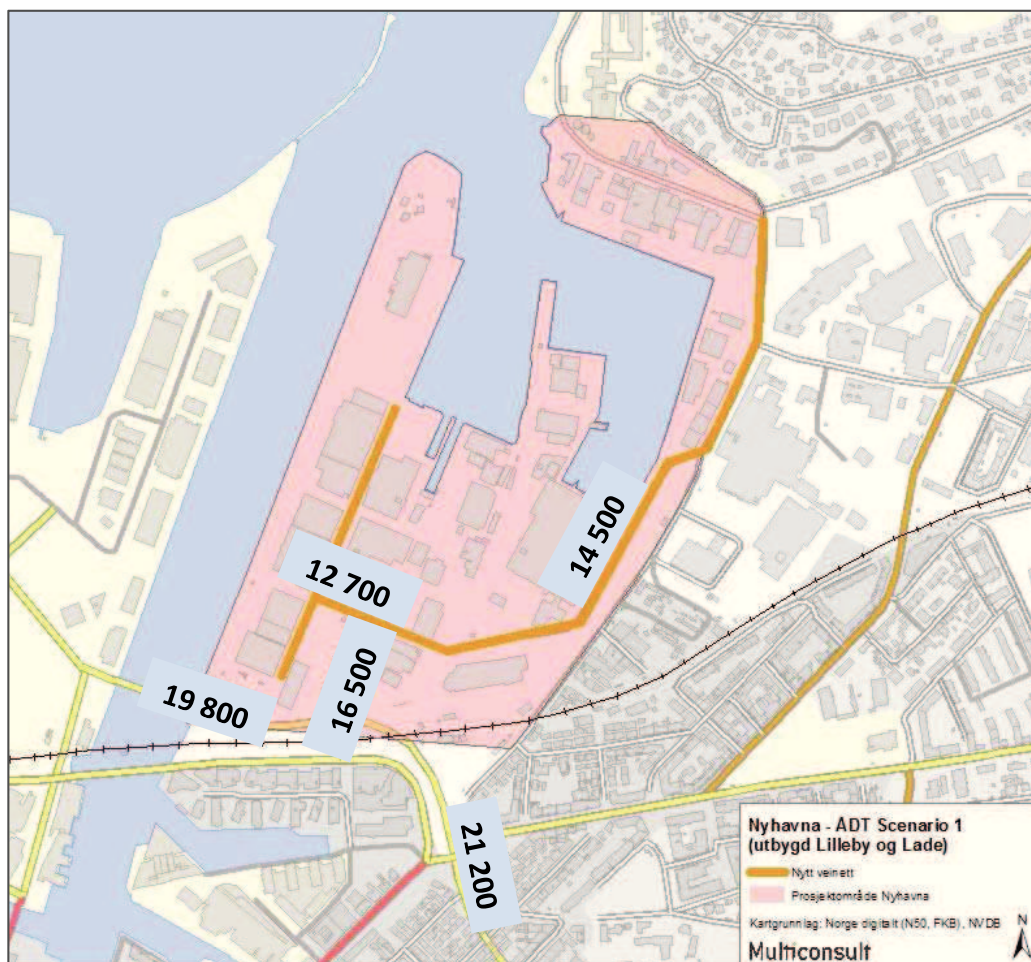 14 500
12 700
16 500
19 800
21 200
Nyhavna - ADT Scenario 1
(utbygd Lilleby og Lade)
Nytt veinett
Prosjektområde Nyhavna
Kartgrunnlag: Norge digitalt (N50, FKB), NVDB
N
Multiconsult